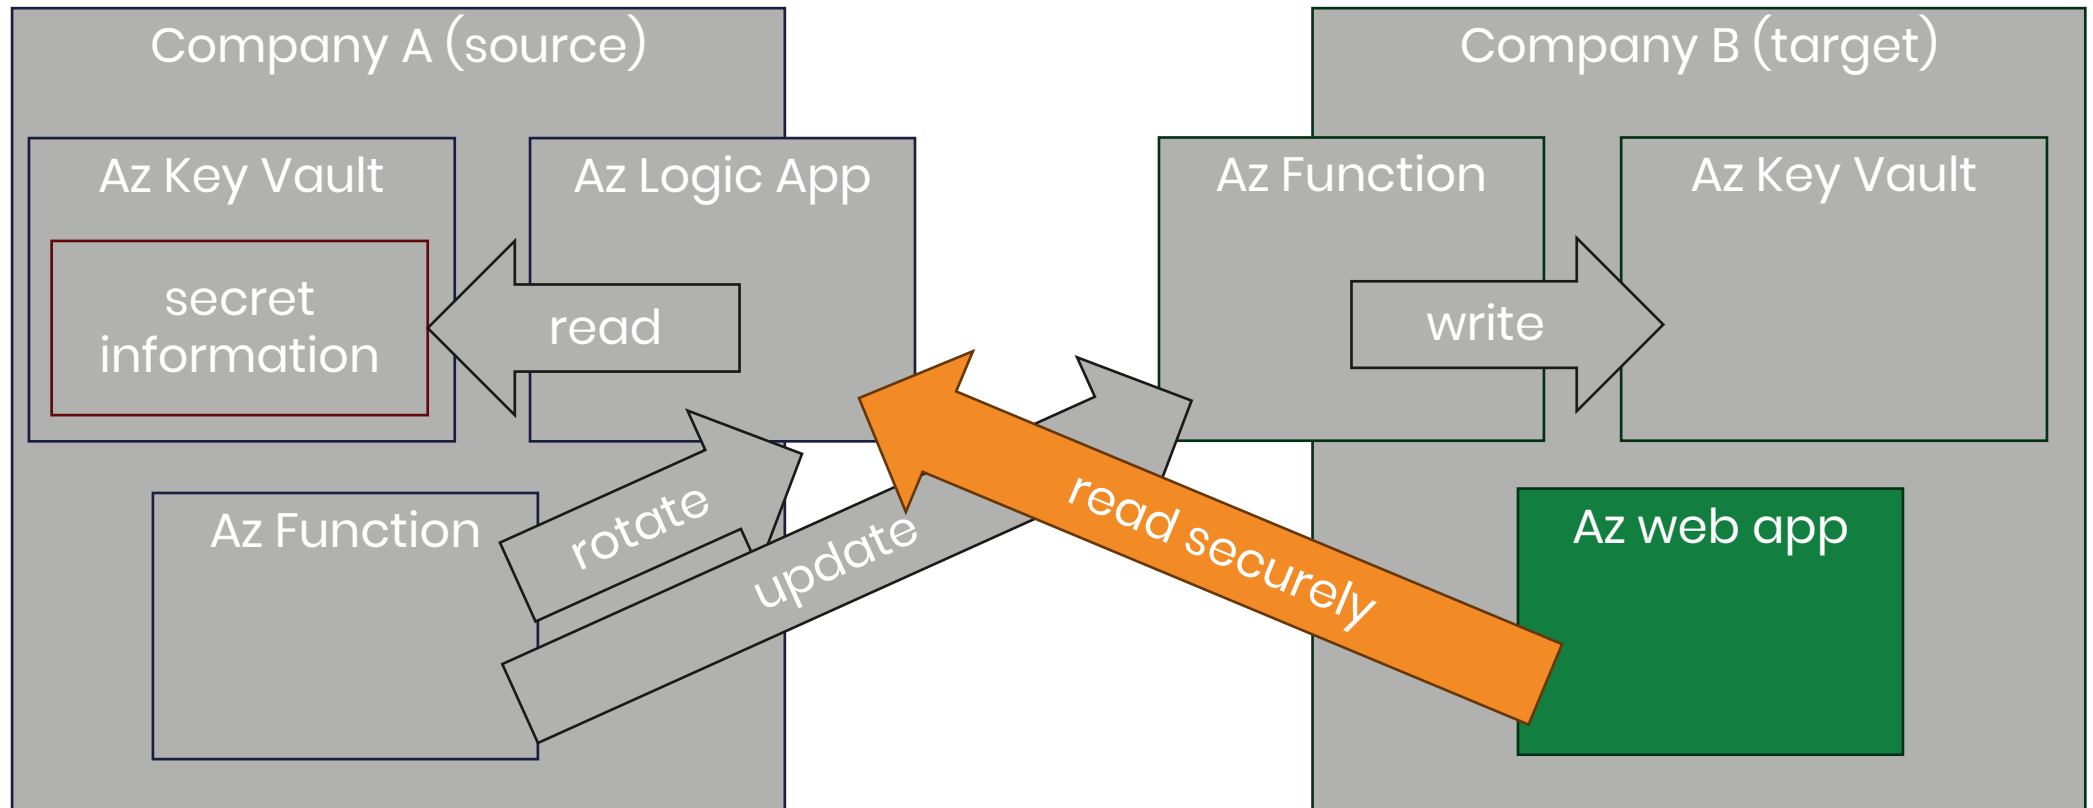 Company A (source)
Az Key Vault
secret
information
Az Logic App
read
Az Function
rotate
update
Company B (target)
Az Function
Az Key Vault
write
read securely
Az web app